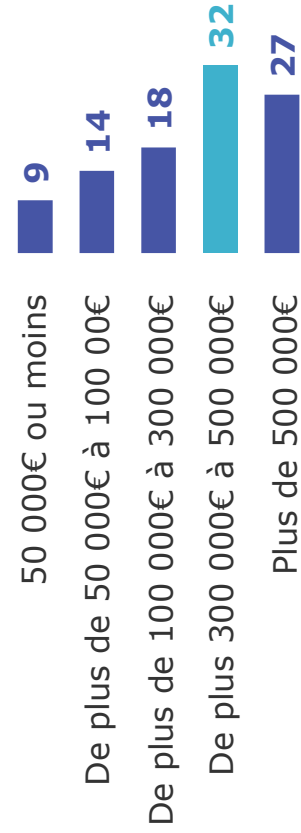 50 000€ ou moins 9
De plus de 50 000€ à 100 00€ 14
De plus de 100 000€ à 300 000€ 18
De plus 300 000€ à 500 000€ 32
Plus de 500 000€ 27